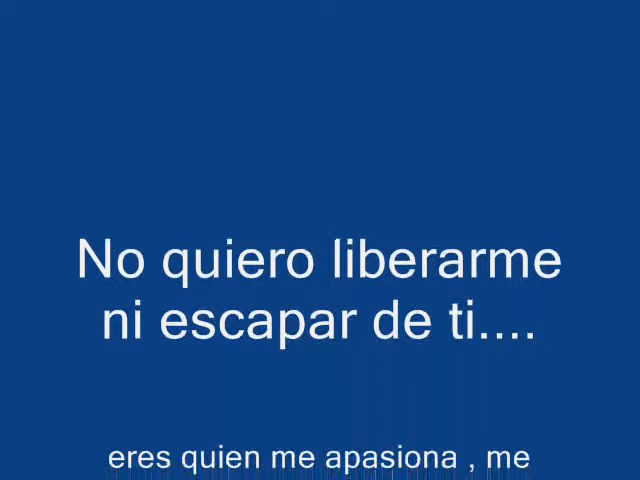 No quiero liberarme
ni escapar de ti....
eres quien me apasiona , me